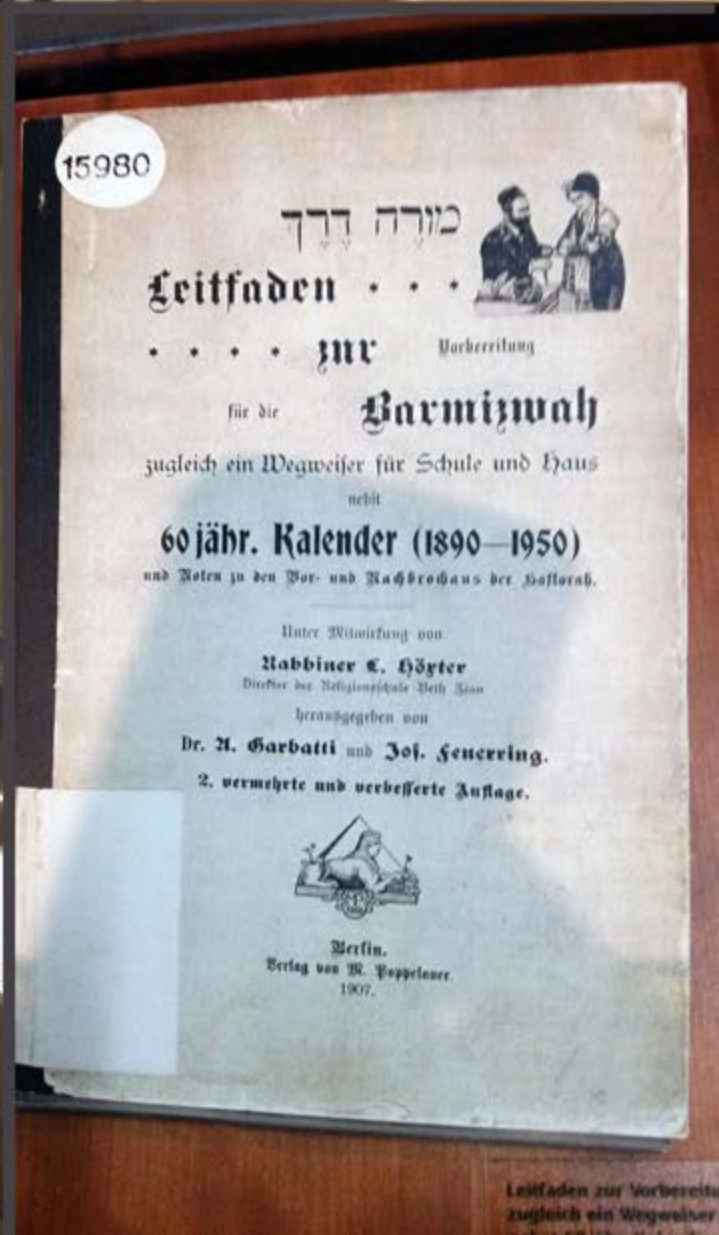 15980
מורֶה דֶרֶךְ
Leitfaden . . .
. . . . zur Vorbereitung
für die Barmizwah
zugleich ein Wegweiser für Schule und Haus
nebst
60 jähr. Kalender (1890—1950)
und Noten zu den Vor- und Nachbrochaus der Haftorah.
Unter Mitwirkung von
Rabbiner L. Höxter
Direktor der Religionsschule Beth Zion
herausgegeben von
Dr. A. Garbatti und Jos. Feuerring.
2. vermehrte und verbesserte Auflage.
Berlin.
Verlag von M. Poppelauer.
1907.
Leitfaden zur Vorbereitu
zugleich ein Wegweiser